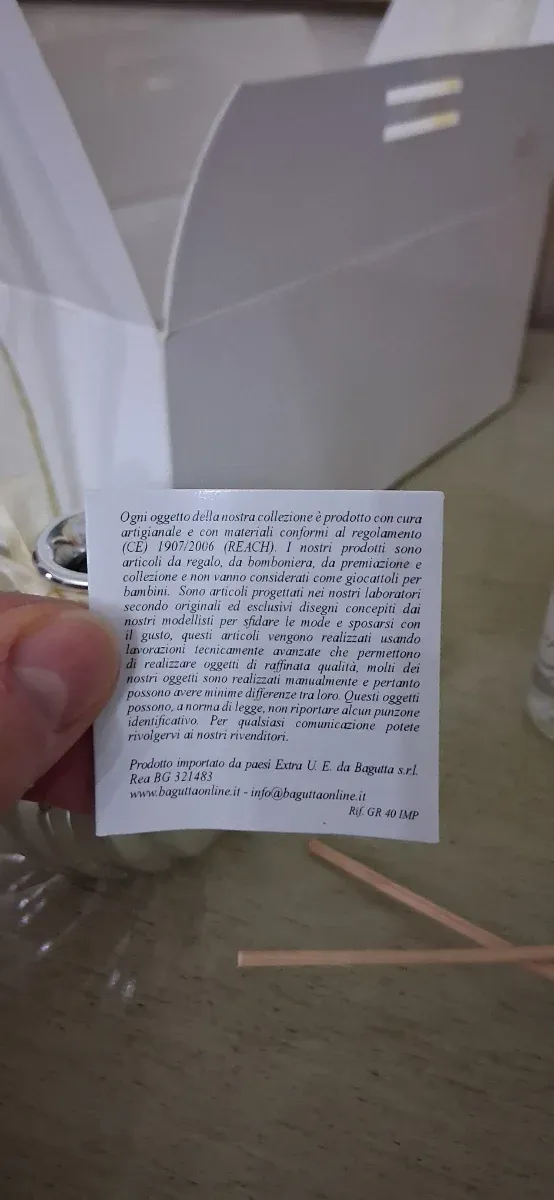 Ogni oggetto della nostra collezione è prodotto con cura
artigianale e con materiali conformi al regolamento
(CE) 1907/2006 (REACH). I nostri prodotti sono
articoli da regalo, da bomboniera, da premiazione e
collezione e non vanno considerati come giocattoli per
bambini. Sono articoli progettati nei nostri laboratori
secondo originali ed esclusivi disegni concepiti dai
nostri modellisti per sfidare le mode e sposarsi con
il gusto, questi articoli vengono realizzati usando
lavorazioni tecnicamente avanzate che permettono
di realizzare oggetti di raffinata qualità, molti dei
nostri oggetti sono realizzati manualmente e pertanto
possono avere minime differenze tra loro. Questi oggetti
possono, a norma di legge, non riportare alcun punzone
identificativo. Per qualsiasi comunicazione potete
rivolgervi ai nostri rivenditori.
Prodotto importato da paesi Extra U. E. da Bagutta s.r.l.
Rea BG 321483
www.baguttaonline.it - info@baguttaonline.it
Rif. GR 40 IMP